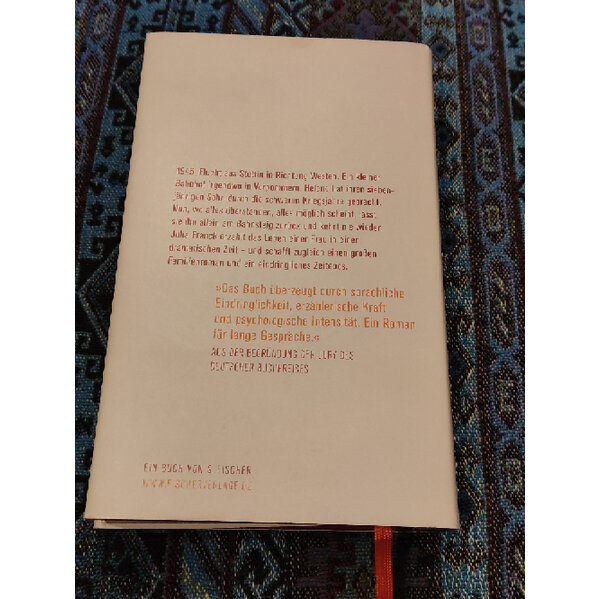 1945. Flucht aus Stettin in Richtung Westen. Ein kleiner
Bahnhof irgendwo in Vorpommern. Helene hat ihren sieben-
jährigen Sohn durch die schweren Kriegsjahre gebracht.
Nun, wo alles überstanden, alles möglich scheint, lässt
sie ihn allein am Bahnsteig zurück und kehrt nie wieder.
Julia Franck erzählt das Leben einer Frau in einer
dramatischen Zeit – und schafft zugleich einen großen
Familienroman und ein eindringliches Zeitepos.
»Das Buch überzeugt durch sprachliche
Eindringlichkeit, erzählerische Kraft
und psychologische Intensität. Ein Roman
für lange Gespräche.«
AUS DER BEGRÜNDUNG DER JURY DES
DEUTSCHEN BUCHPREISES
EIN BUCH VON S. FISCHER
WWW.FISCHERVERLAGE.DE